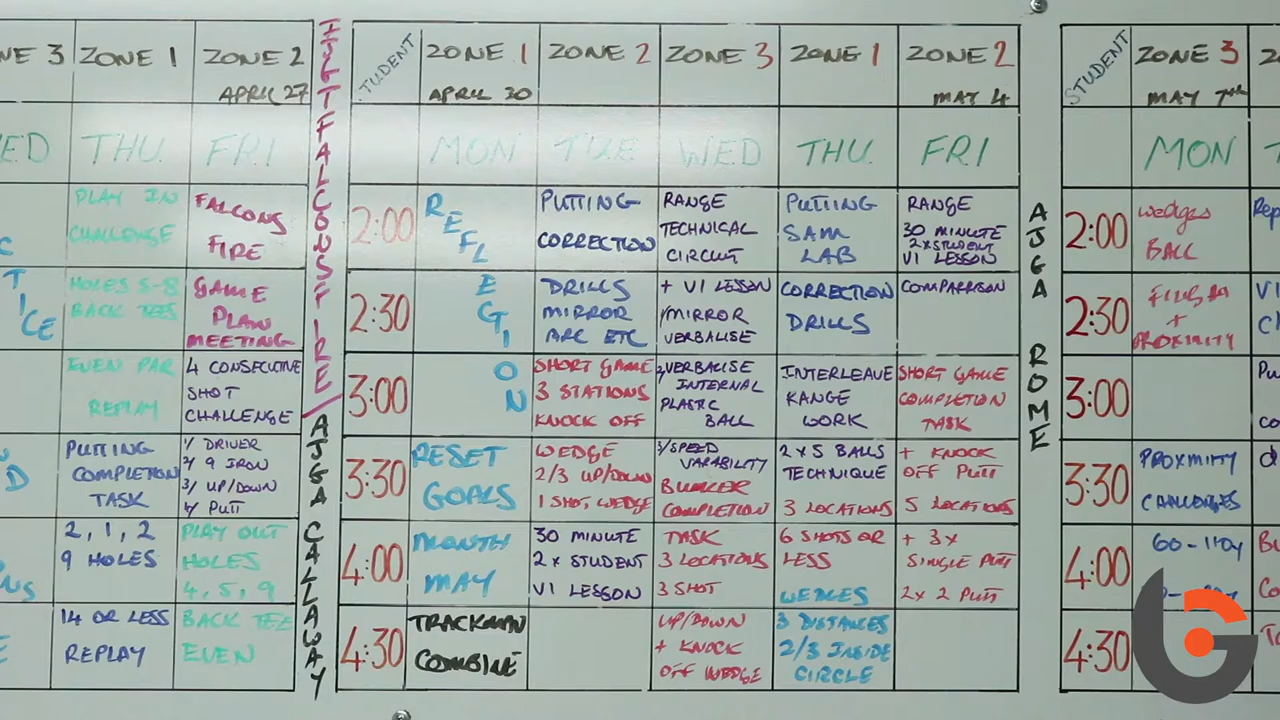 NE 3 ZONE 1 ZONE 2
APRIL 27
ED THU. FRI
PLAY IN
CHALLENGE
FALCONS
FIRE
C
T
I
CE
HOLES 5-8
BACK TEES
GAME
PLAN
MEETING
EVEN PAR
REPLAY
4 CONSECUTIVE
SHOT
CHALLENGE
D
PUTTING
COMPLETION
TASK
1/ DRIVER
2/ 9 IRON
3/ UP/DOWN
4/ PUTT
2, 1, 2
9 HOLES
PLAY OUT
HOLES
4, 5, 9
14 OR LESS
REPLAY
BACK TEE
EVEN
HJGT FALCONS FIRE / AJGA CALLAWAY
STUDENT ZONE 1 ZONE 2 ZONE 3 ZONE 1 ZONE 2
APRIL 30 MAY 4
MON TUE WED THU. FRI
2:00
REFLECTION
PUTTING
CORRECTION
RANGE
TECHNICAL
CIRCUIT
PUTTING
SAM
LAB
RANGE
30 MINUTE
2 x STUDENT
V1 LESSON
2:30
DRILLS
MIRROR
ARC ETC
+ V1 LESSON
1/MIRROR
VERBALISE
CORRECTION
DRILLS
COMPARRISON
3:00
SHORT GAME
3 STATIONS
KNOCK OFF
2/VERBALISE
INTERNAL
PLASTIC
BALL
INTERLEAVE
RANGE
WORK
SHORT GAME
COMPLETION
TASK
3:30
RESET
GOALS
WEDGE
2/3 UP/DOWN
1 SHOT, WEDGE
3/SPEED
VARABILITY
BUNKER
COMPLETION
2 x 5 BALLS
TECHNIQUE
3 LOCATIONS
+ KNOCK
OFF PUTT
5 LOCATIONS
4:00
MONTH
MAY
30 MINUTE
2 x STUDENT
V1 LESSON
TASK
3 LOCATIONS
3 SHOT
6 SHOTS OR
LESS
WEDGES
+ 3x
SINGLE PUTT
2x 2 PUTT
4:30
TRACKMAN
COMBINE
UP/DOWN
+ KNOCK
OFF WEDGE
3 DISTANCES
2/3 INSIDE
CIRCLE
AJGA ROME
STUDENT ZONE 3
MAY 7TH
MON
2:00
wedges
BALL
2:30
+
PROXIMITY
3:00
3:30
PROXIMITY
CHALLENGES
4:00
60-110y
4:30